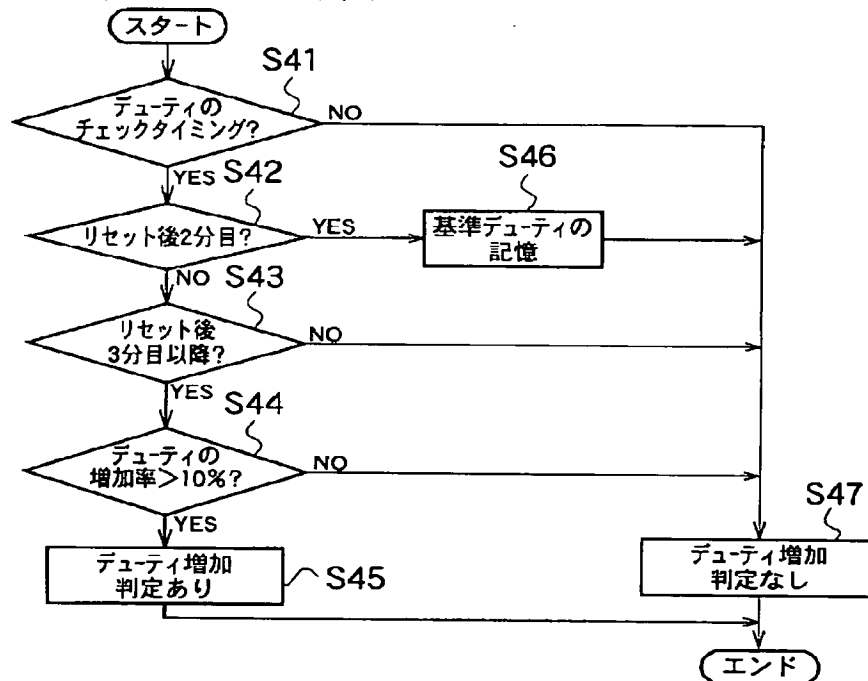 スタート
S41
デューティの
チェックタイミング?
NO
YES
S42
リセット後2分目?
YES
S46
基準デューティの
記憶
NO
S43
リセット後
3分目以降?
NO
YES
S44
デューティの
増加率>10%?
NO
YES
デューティ増加
判定あり
S45
S47
デューティ増加
判定なし
エンド